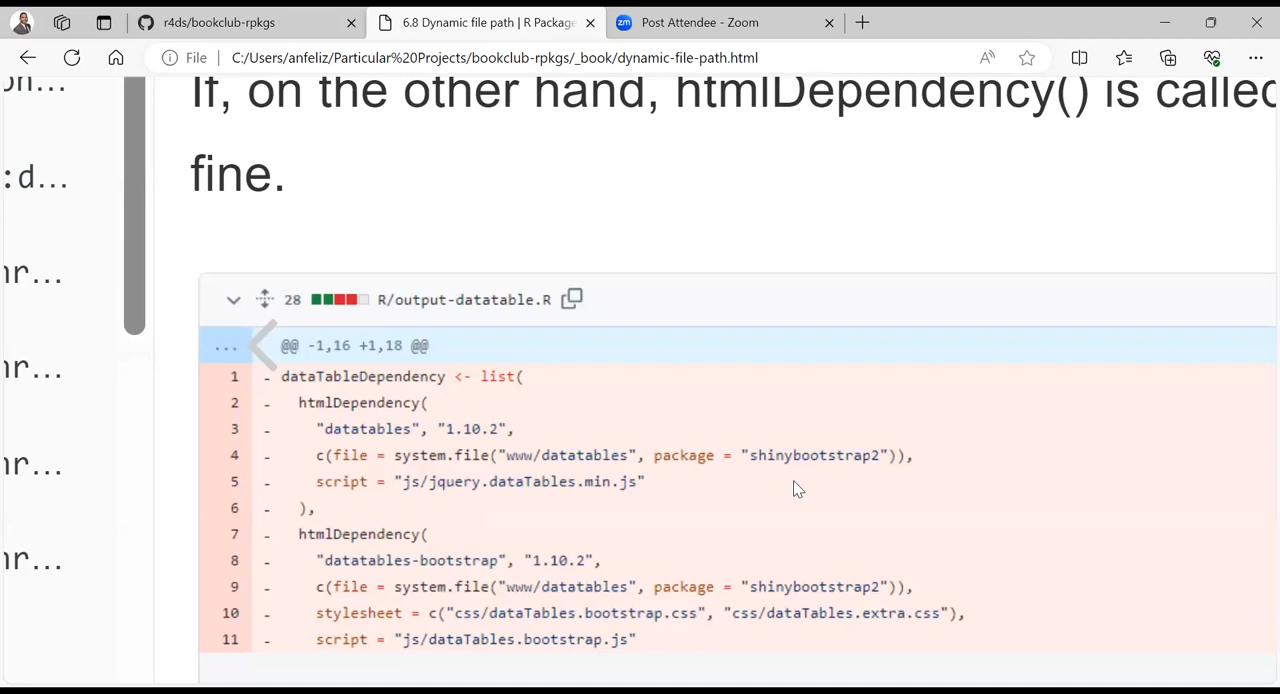 r4ds/bookclub-rpkgs
6.8 Dynamic file path | R Package
zm Post Attendee - Zoom
File C:/Users/anfeliz/Particular%20Projects/bookclub-rpkgs/_book/dynamic-file-path.html
If, on the other hand, htmlDependency() is called
fine.
:d...
28 R/output-datatable.R
... @@ -1,16 +1,18 @@
1 - dataTableDependency <- list(
2 - htmlDependency(
3 - "datatables", "1.10.2",
4 - c(file = system.file("www/datatables", package = "shinybootstrap2")),
5 - script = "js/jquery.dataTables.min.js"
6 - ),
7 - htmlDependency(
8 - "datatables-bootstrap", "1.10.2",
9 - c(file = system.file("www/datatables", package = "shinybootstrap2")),
10 - stylesheet = c("css/dataTables.bootstrap.css", "css/dataTables.extra.css"),
11 - script = "js/dataTables.bootstrap.js"